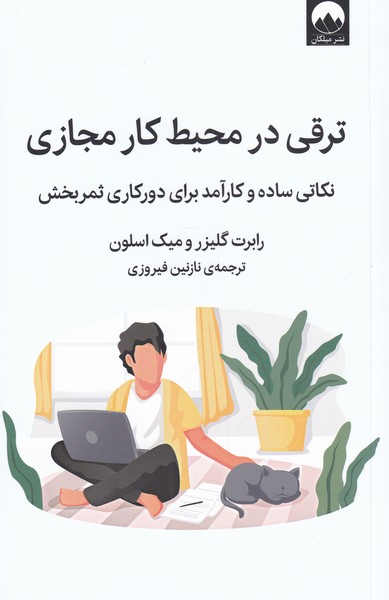 نشر میلکان
ترقی در محیط کار مجازی
نکاتی ساده و کارآمد برای دورکاری ثمربخش
رابرت گلیزر و میک اسلون
ترجمه‌ی نازنین فیروزی